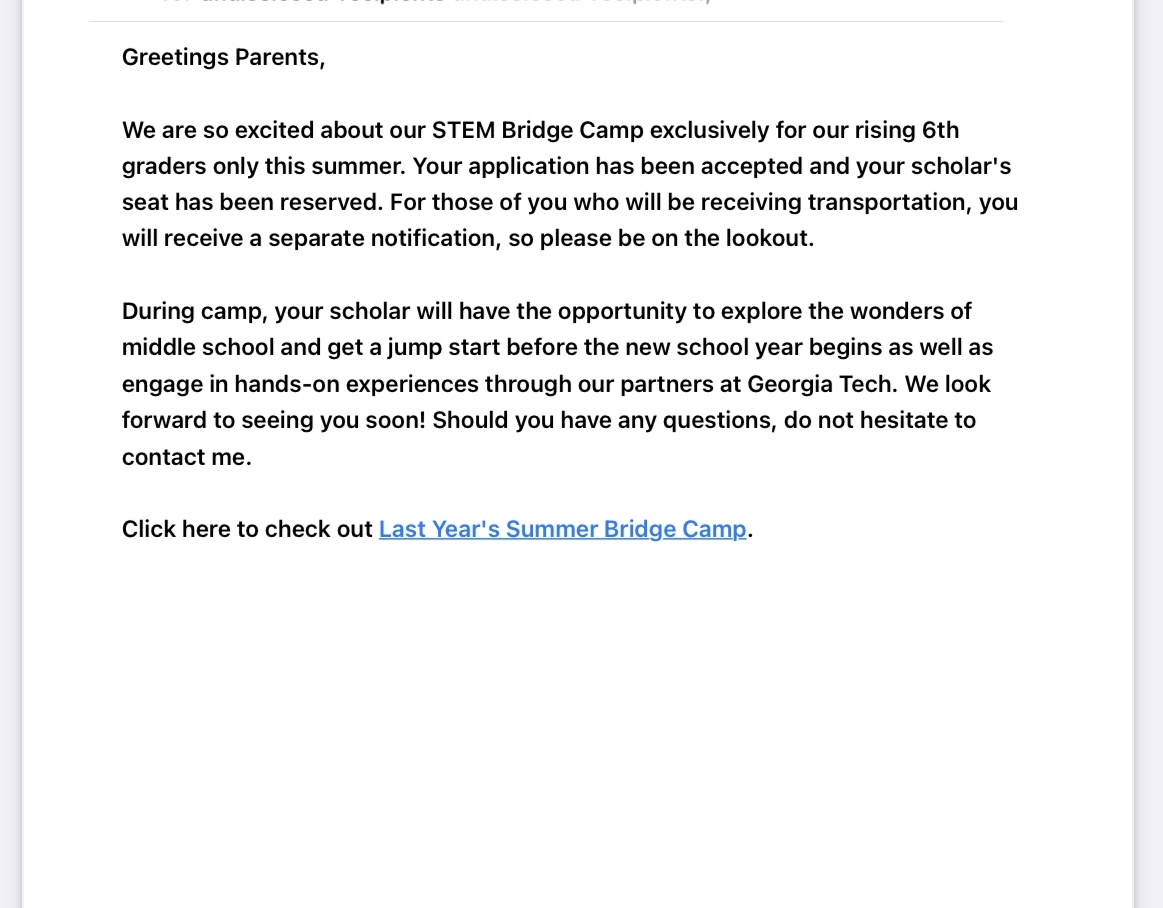 Greetings Parents,
We are so excited about our STEM Bridge Camp exclusively for our rising 6th
graders only this summer. Your application has been accepted and your scholar's
seat has been reserved. For those of you who will be receiving transportation, you
will receive a separate notification, so please be on the lookout.
During camp, your scholar will have the opportunity to explore the wonders of
middle school and get a jump start before the new school year begins as well as
engage in hands-on experiences through our partners at Georgia Tech. We look
forward to seeing you soon! Should you have any questions, do not hesitate to
contact me.
Click here to check out Last Year's Summer Bridge Camp.